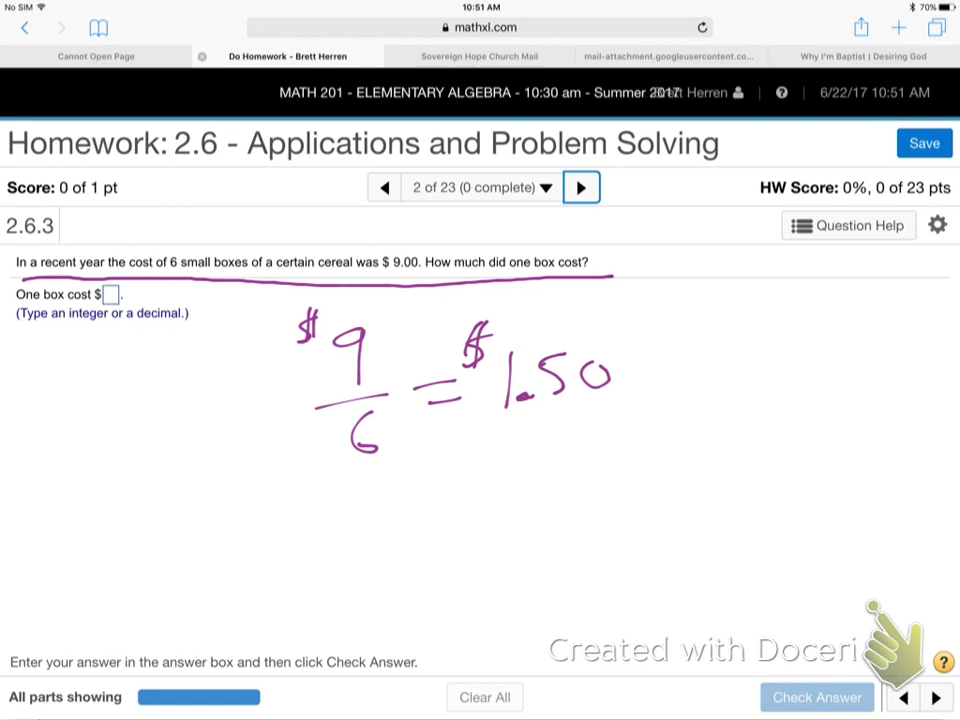 No SIM 10:51 AM 70%
mathxl.com
Cannot Open Page Do Homework - Brett Herren Sovereign Hope Church Mail mail-attachment.googleusercontent.co... Why I'm Baptist | Desiring God
MATH 201 - ELEMENTARY ALGEBRA - 10:30 am - Summer 2017 Herren ? 6/22/17 10:51 AM
Homework: 2.6 - Applications and Problem Solving Save
Score: 0 of 1 pt 2 of 23 (0 complete) HW Score: 0%, 0 of 23 pts
2.6.3 Question Help
In a recent year the cost of 6 small boxes of a certain cereal was $ 9.00. How much did one box cost?
One box cost $ .
(Type an integer or a decimal.)
$9/6 = $1.50
Created with Doceri
Enter your answer in the answer box and then click Check Answer. ?
All parts showing Clear All Check Answer